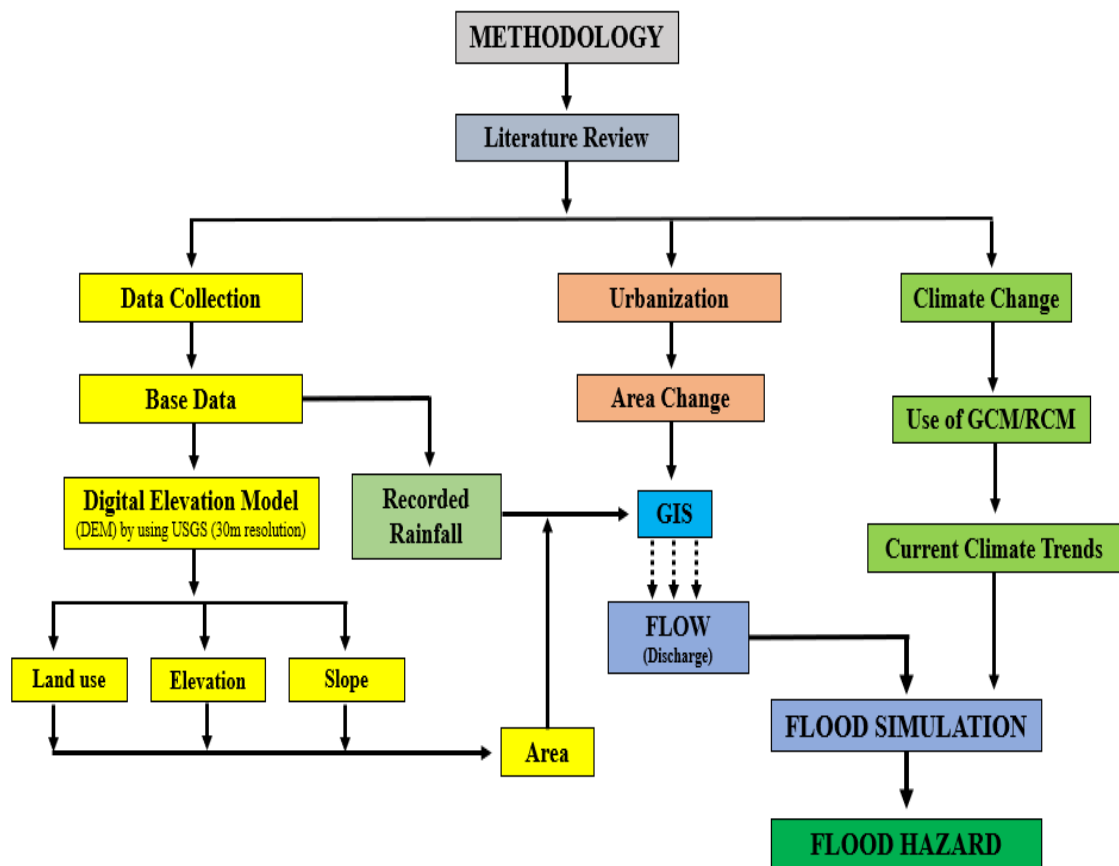 METHODOLOGY
Literature Review
Data Collection
Urbanization
Climate Change
Base Data
Area Change
Use of GCM/RCM
Digital Elevation Model
(DEM) by using USGS (30m resolution)
Recorded
Rainfall
GIS
Current Climate Trends
FLOW
(Discharge)
Land use
Elevation
Slope
Area
FLOOD SIMULATION
FLOOD HAZARD